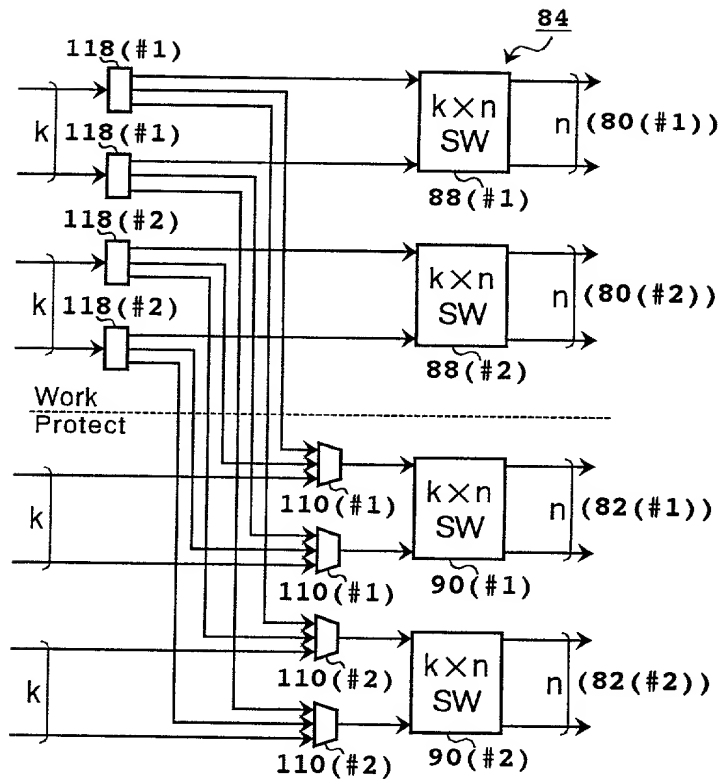 84
118(#1)
k
118(#1)
k×n
SW
n (80(#1))
88(#1)
118(#2)
k
118(#2)
k×n
SW
n (80(#2))
88(#2)
Work
Protect
k
110(#1)
110(#1)
k×n
SW
n (82(#1))
90(#1)
k
110(#2)
110(#2)
k×n
SW
n (82(#2))
90(#2)